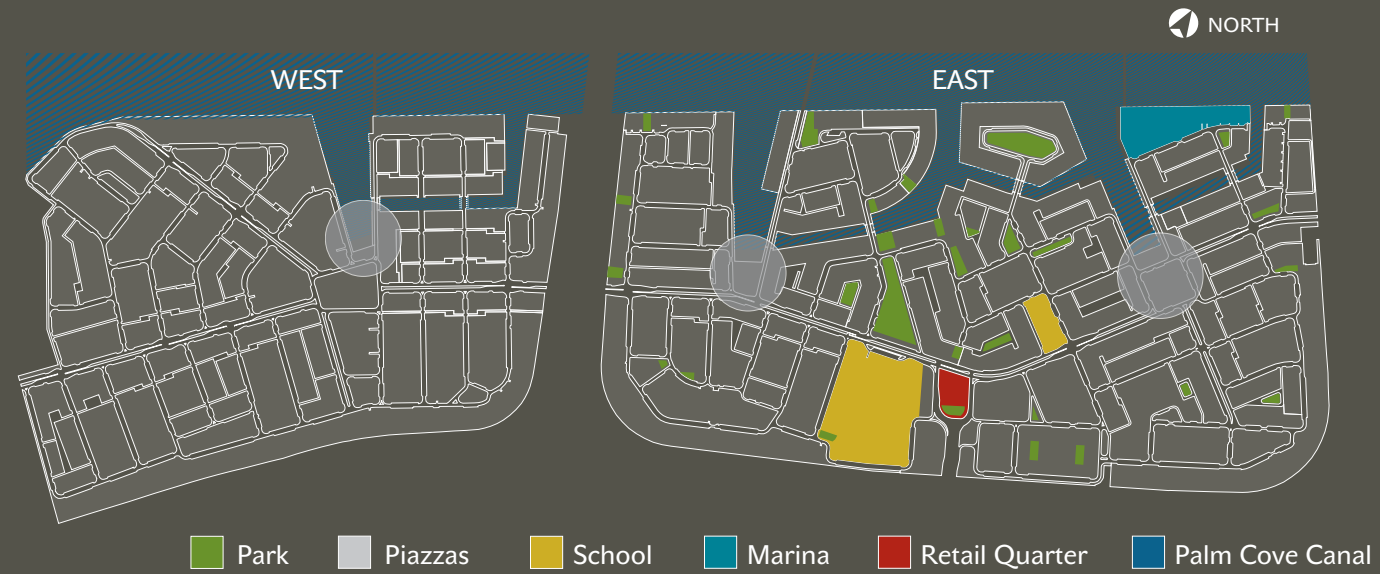 NORTH
WEST
EAST
Park
Piazzas
School
Marina
Retail Quarter
Palm Cove Canal